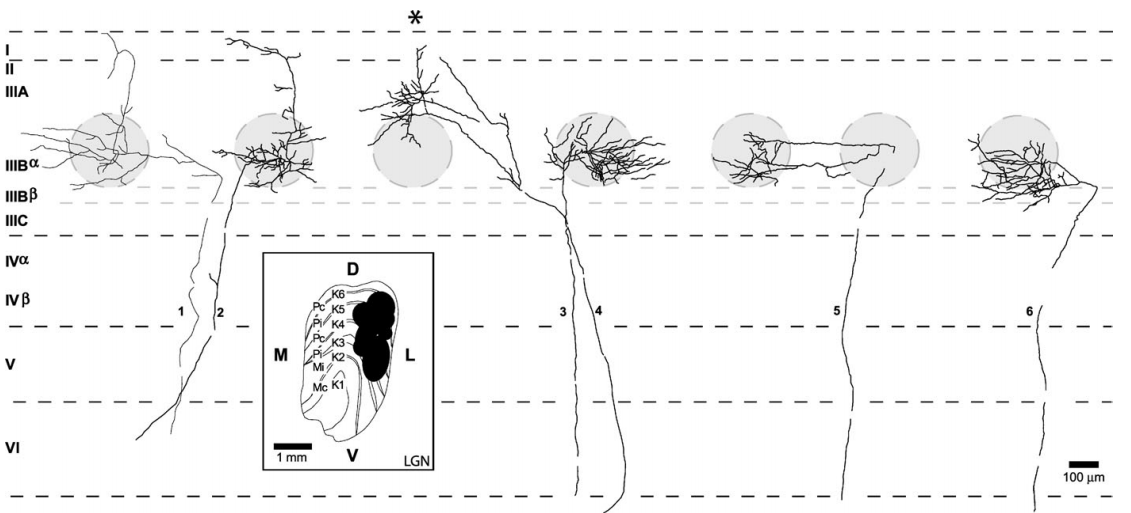 *
I
II
IIIA
IIIBα
IIIBβ
IIIC
IVα
IVβ
V
VI
1 2 3 4 5 6
D
K6
Pc K5
Pi K4
Pc K3
Pi K2
Mi
Mc K1
M L
V
1 mm
LGN
100 μm